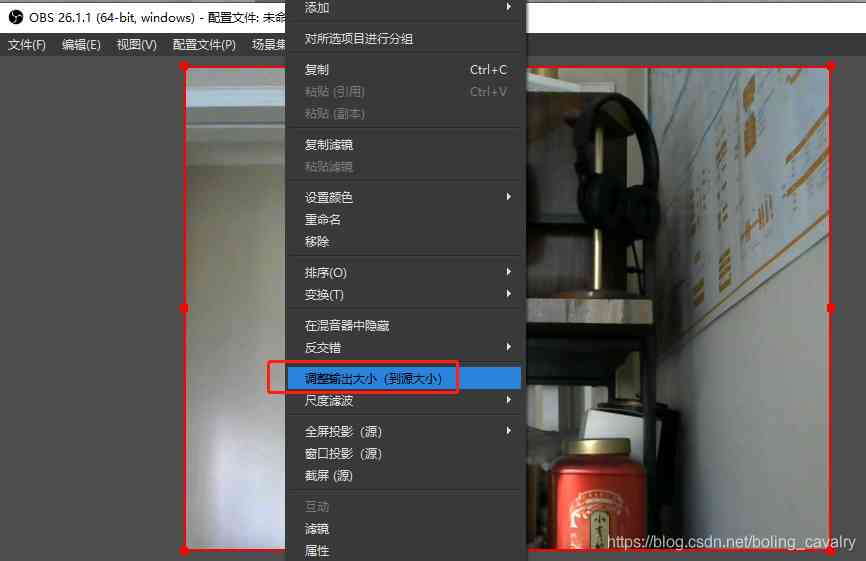 OBS 26.1.1 (64-bit, windows) - 配置文件: 未命
文件(F) 编辑(E) 视图(V) 配置文件(P) 场景集
添加
对所选项目进行分组
复制 Ctrl+C
粘贴 (引用) Ctrl+V
粘贴 (副本)
复制滤镜
粘贴滤镜
设置颜色
重命名
移除
排序(O)
变换(T)
在混音器中隐藏
反交错
调整输出大小 (到源大小)
尺度滤波
全屏投影 (源)
窗口投影 (源)
截屏 (源)
互动
滤镜
属性
https://blog.csdn.net/boling_cavalry